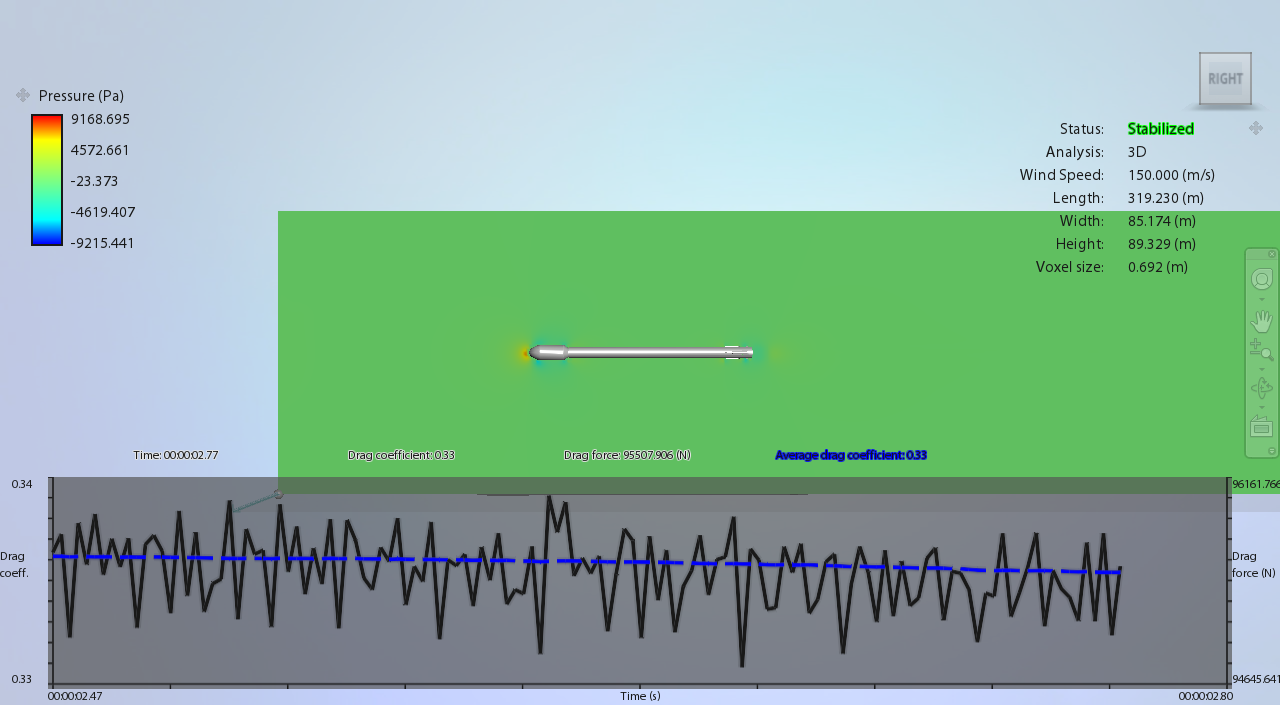 RIGHT
Pressure (Pa)
9168.695
4572.661
-23.373
-4619.407
-9215.441
Status: Stabilized
Analysis: 3D
Wind Speed: 150.000 (m/s)
Length: 319.230 (m)
Width: 85.174 (m)
Height: 89.329 (m)
Voxel size: 0.692 (m)
Time: 00:00:02.77 Drag coefficient: 0.33 Drag force: 95507.906 (N) Average drag coefficient: 0.33
0.34 96161.766
Drag Drag
coeff. force (N)
0.33 94645.641
00:00:02.47 Time (s) 00:00:02.80